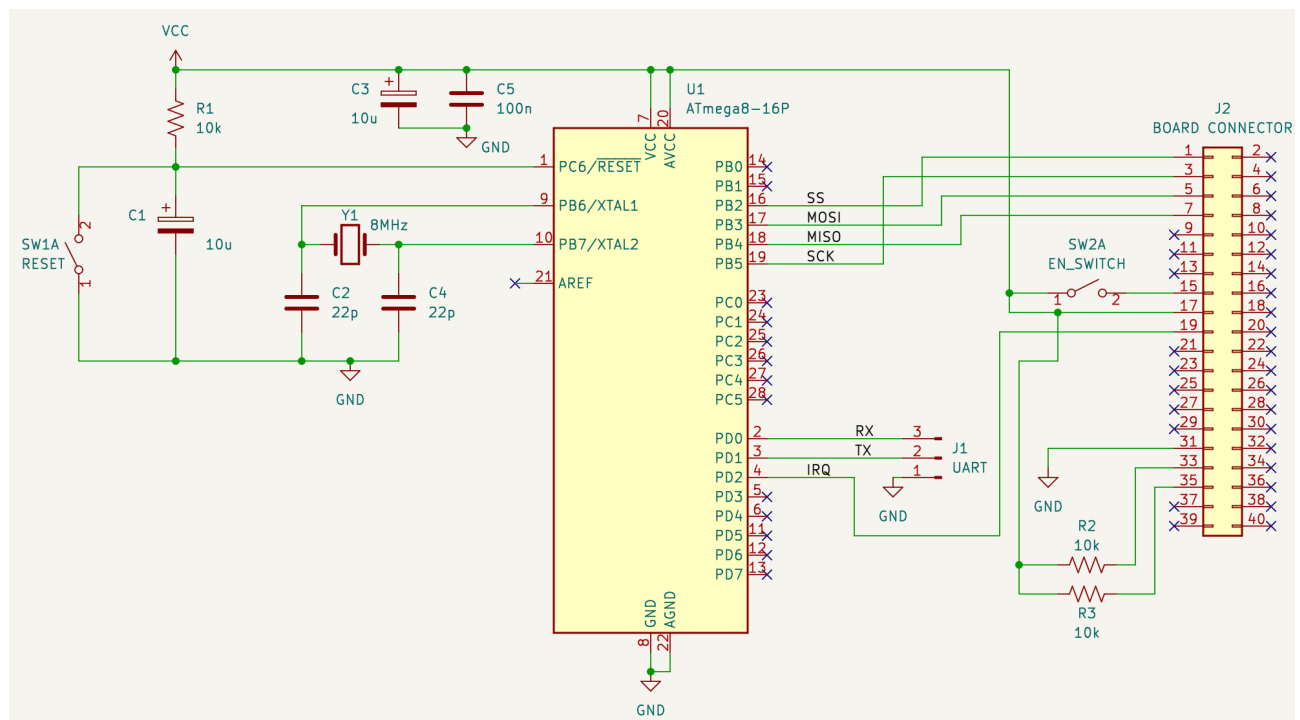 VCC
R1
10k
C3
10u
C5
100n
GND
U1
ATmega8-16P
7
20
VCC
AVCC
1
PC6/RESET
9
PB6/XTAL1
10
PB7/XTAL2
21
AREF
C1
10u
SW1A
RESET
2
1
Y1
8MHz
C2
22p
C4
22p
GND
PB0
14
PB1
15
PB2
16
SS
PB3
17
MOSI
PB4
18
MISO
PB5
19
SCK
PC0
23
PC1
24
PC2
25
PC3
26
PC4
27
PC5
28
PD0
2
RX
3
PD1
3
TX
2
PD2
4
IRQ
1
J1
UART
GND
PD3
5
PD4
6
PD5
11
PD6
12
PD7
13
GND
AGND
8
22
GND
J2
BOARD CONNECTOR
1
2
3
4
5
6
7
8
9
10
11
12
13
14
15
16
17
18
19
20
21
22
23
24
25
26
27
28
29
30
31
32
33
34
35
36
37
38
39
40
SW2A
EN_SWITCH
1
2
GND
R2
10k
R3
10k